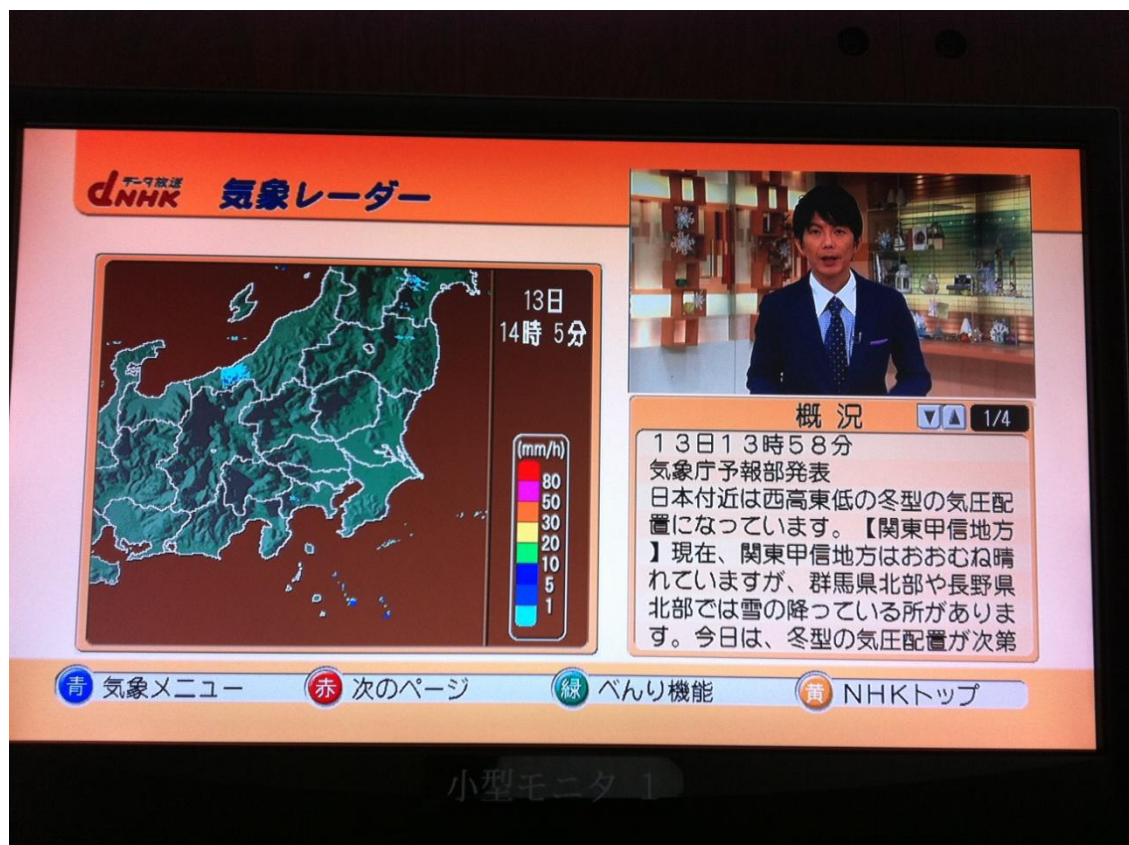 データ放送
dNHK
気象レーダー
13日
14時 5分
(mm/h)
80
50
30
20
10
5
1
概況
▼▲ 1/4
13日13時58分
気象庁予報部発表
日本付近は西高東低の冬型の気圧配
置になっています。【関東甲信地方
】現在、関東甲信地方はおおむね晴
れていますが、群馬県北部や長野県
北部では雪の降っている所がありま
す。今日は、冬型の気圧配置が次第
青 気象メニュー
赤 次のページ
緑 べんり機能
黄 NHKトップ
小型モニタ 1